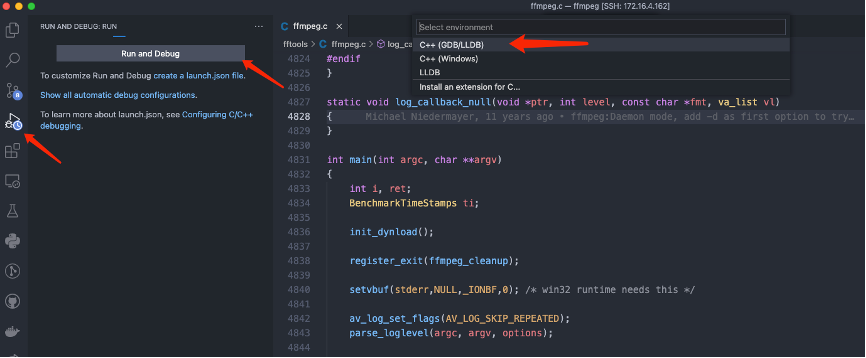 ffmpeg.c — ffmpeg [SSH: 172.16.4.162]
RUN AND DEBUG: RUN
...
Run and Debug
To customize Run and Debug create a launch.json file.
Show all automatic debug configurations.
To learn more about launch.json, see Configuring C/C++
debugging.
8
C ffmpeg.c ×
fftools > C ffmpeg.c > log_ca
Select environment
C++ (GDB/LLDB)
C++ (Windows)
LLDB
Install an extension for C...
4824 #endif
4825 }
4826
4827 static void log_callback_null(void *ptr, int level, const char *fmt, va_list vl)
4828 { Michael Niedermayer, 11 years ago • ffmpeg:Daemon mode, add -d as first option to try…
4829 }
4830
4831 int main(int argc, char **argv)
4832 {
4833 int i, ret;
4834 BenchmarkTimeStamps ti;
4835
4836 init_dynload();
4837
4838 register_exit(ffmpeg_cleanup);
4839
4840 setvbuf(stderr,NULL,_IONBF,0); /* win32 runtime needs this */
4841
4842 av_log_set_flags(AV_LOG_SKIP_REPEATED);
4843 parse_loglevel(argc, argv, options);
4844